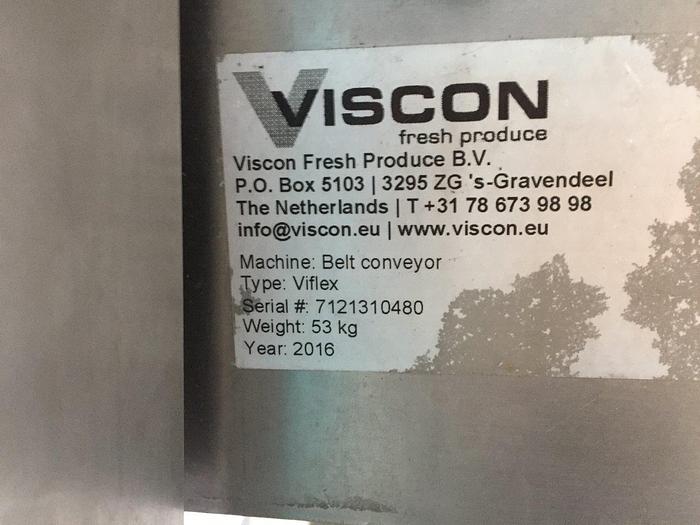 VISCON
fresh produce
Viscon Fresh Produce B.V.
P.O. Box 5103 | 3295 ZG 's-Gravendeel
The Netherlands | T +31 78 673 98 98
info@viscon.eu | www.viscon.eu
Machine: Belt conveyor
Type: Viflex
Serial #: 7121310480
Weight: 53 kg
Year: 2016